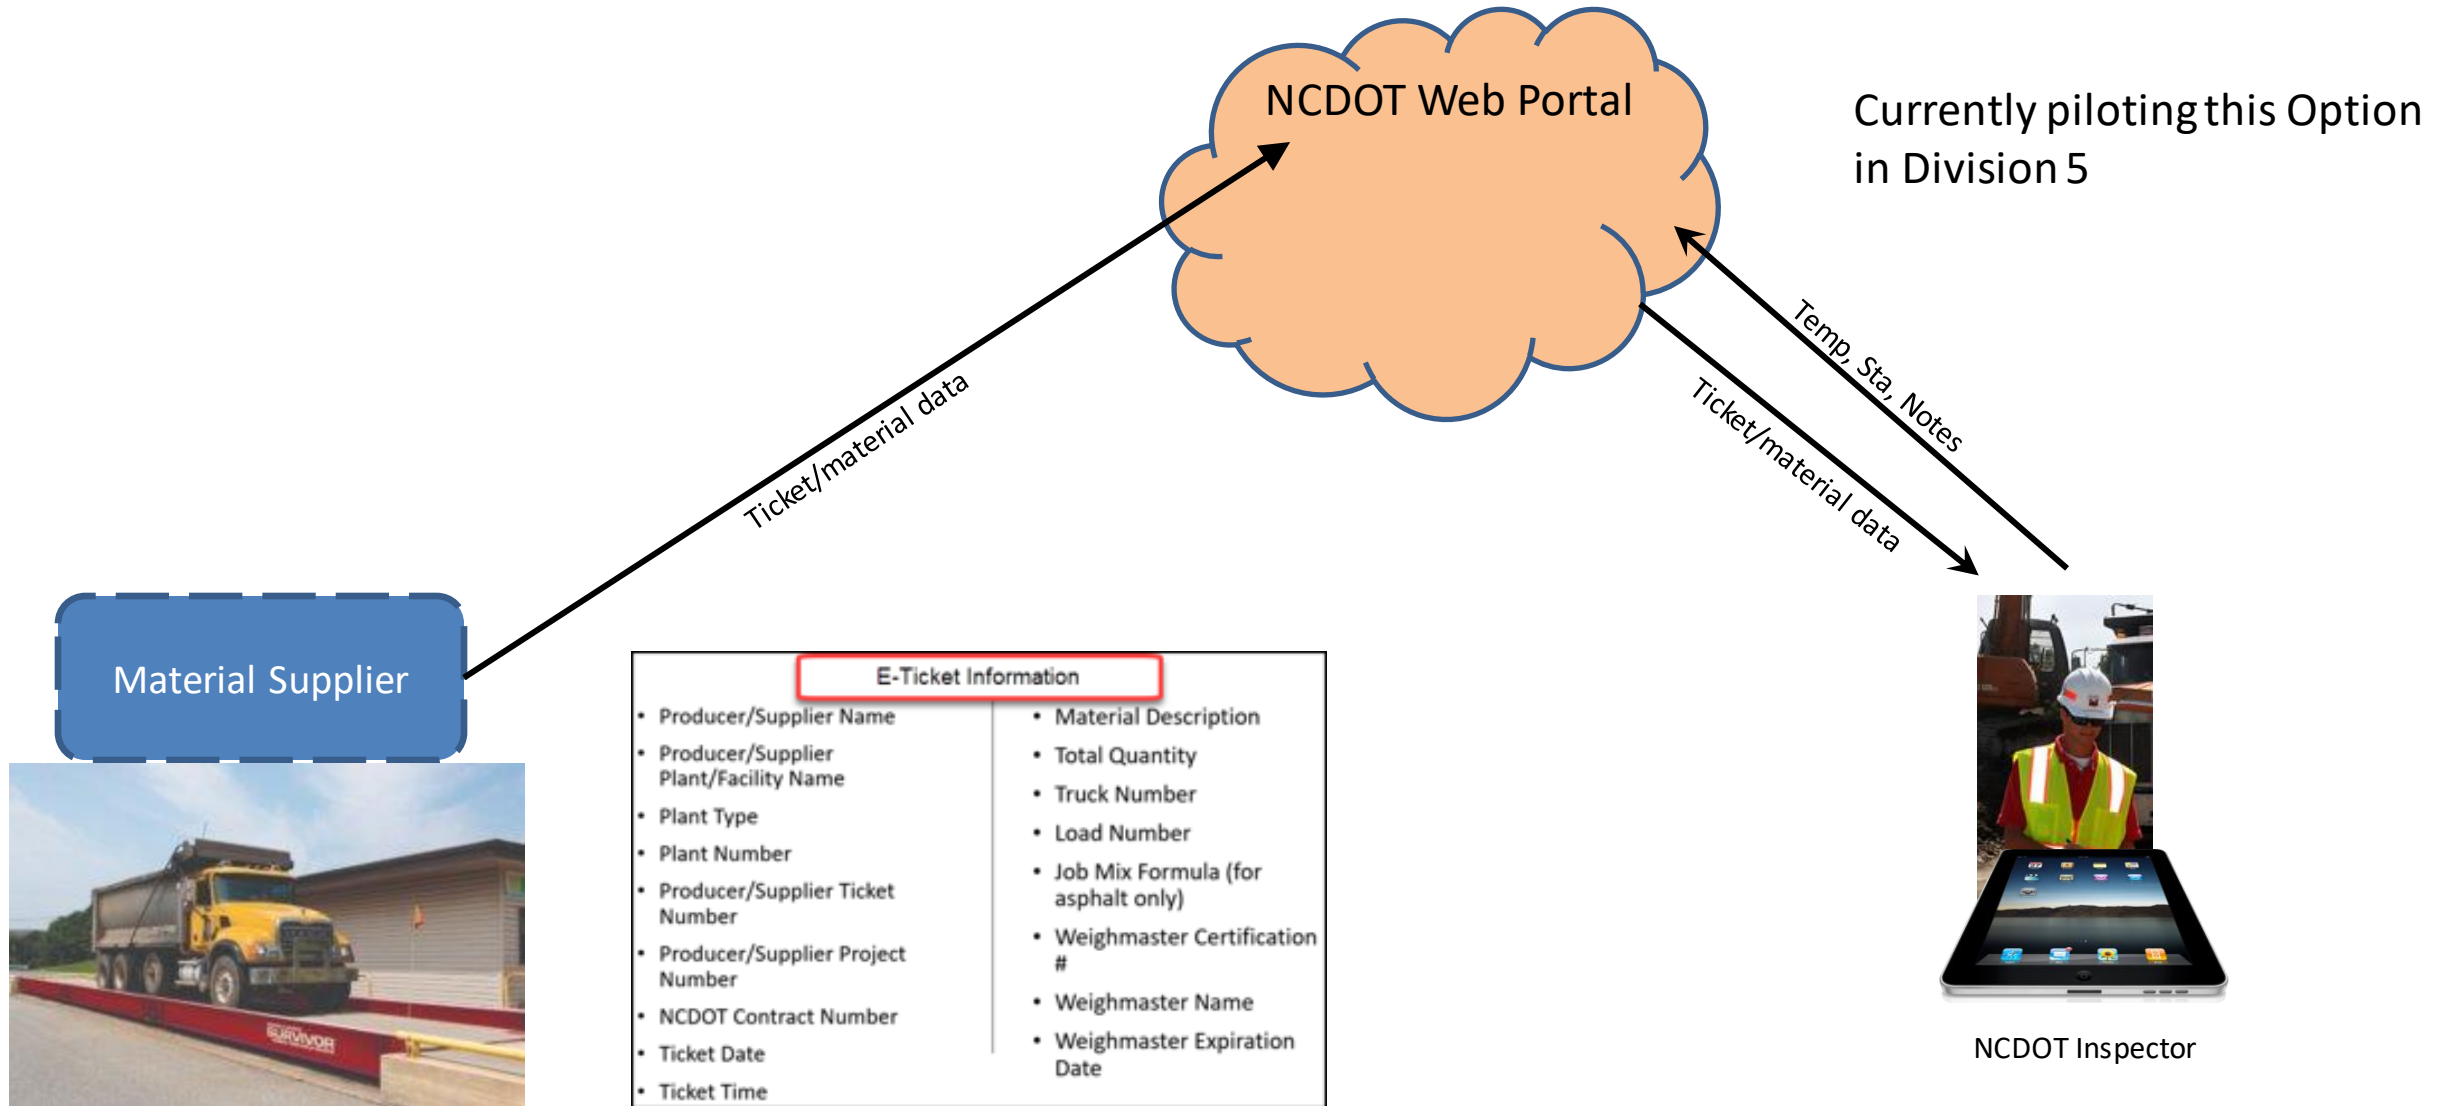 NCDOT Web Portal
Currently piloting this Option
in Division 5
Ticket/material data
Temp, Sta, Notes
Ticket/material data
Material Supplier
E-Ticket Information
• Producer/Supplier Name
• Producer/Supplier
Plant/Facility Name
• Plant Type
• Plant Number
• Producer/Supplier Ticket
Number
• Producer/Supplier Project
Number
• NCDOT Contract Number
• Ticket Date
• Ticket Time
• Material Description
• Total Quantity
• Truck Number
• Load Number
• Job Mix Formula (for
asphalt only)
• Weighmaster Certification
#
• Weighmaster Name
• Weighmaster Expiration
Date
SURVIVOR
NCDOT Inspector